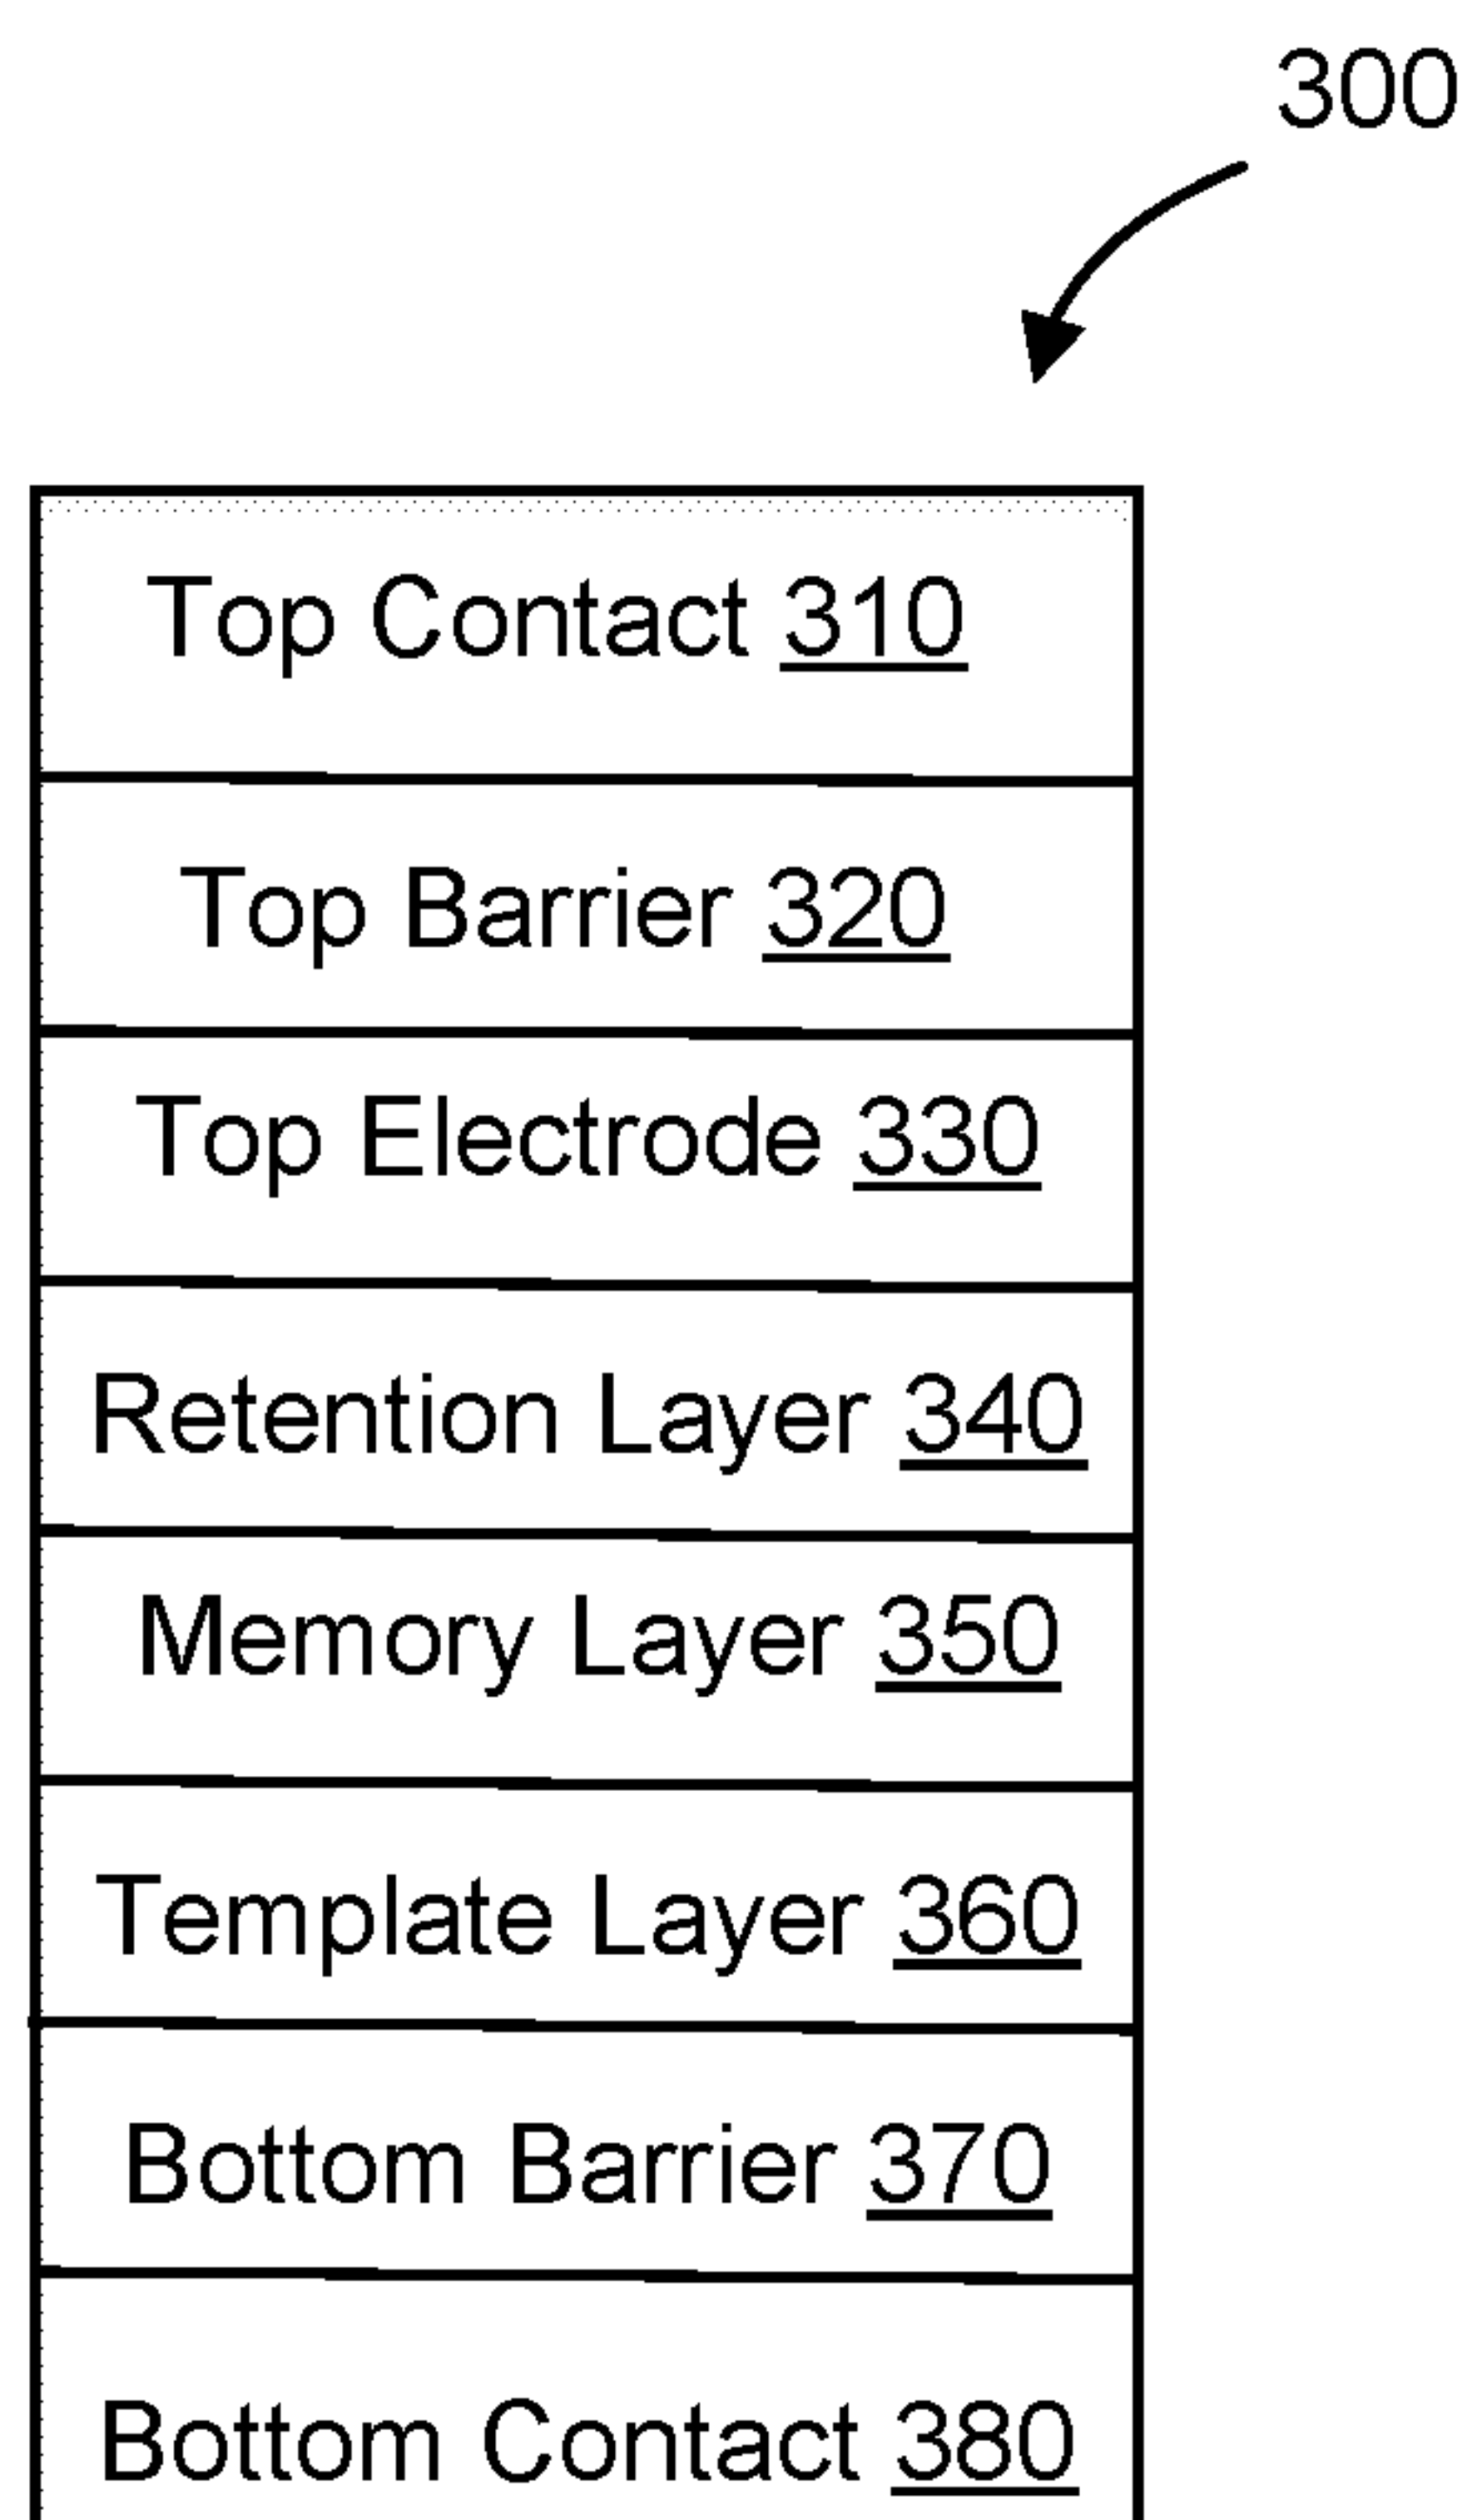 300
Top Contact 310
Top Barrier 320
Top Electrode 330
Retention Layer 340
Memory Layer 350
Template Layer 360
Bottom Barrier 370
Bottom Contact 380